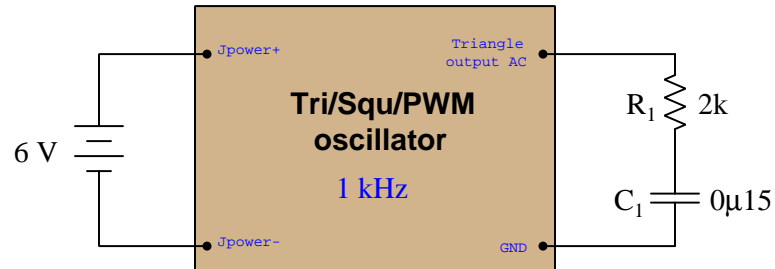 Jpower+
Triangle
output AC
Tri/Squ/PWM
oscillator
1 kHz
6 V
R1
2k
C1
0µ15
Jpower-
GND